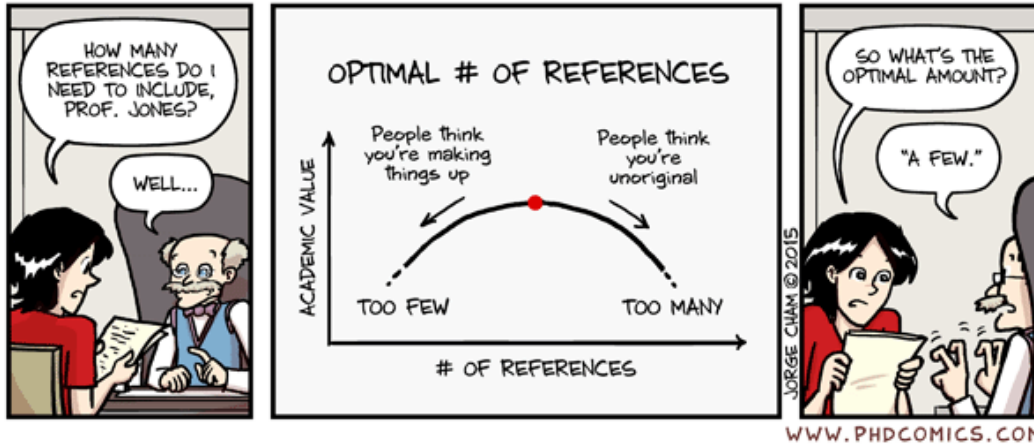 HOW MANY
REFERENCES DO I
NEED TO INCLUDE,
PROF. JONES?
WELL...
OPTIMAL # OF REFERENCES
People think
you're making
things up
People think
you're
unoriginal
ACADEMIC VALUE
TOO FEW
TOO MANY
# OF REFERENCES
JORGE CHAM © 2015
SO WHAT'S THE
OPTIMAL AMOUNT?
"A FEW."
WWW.PHDCOMICS.COM